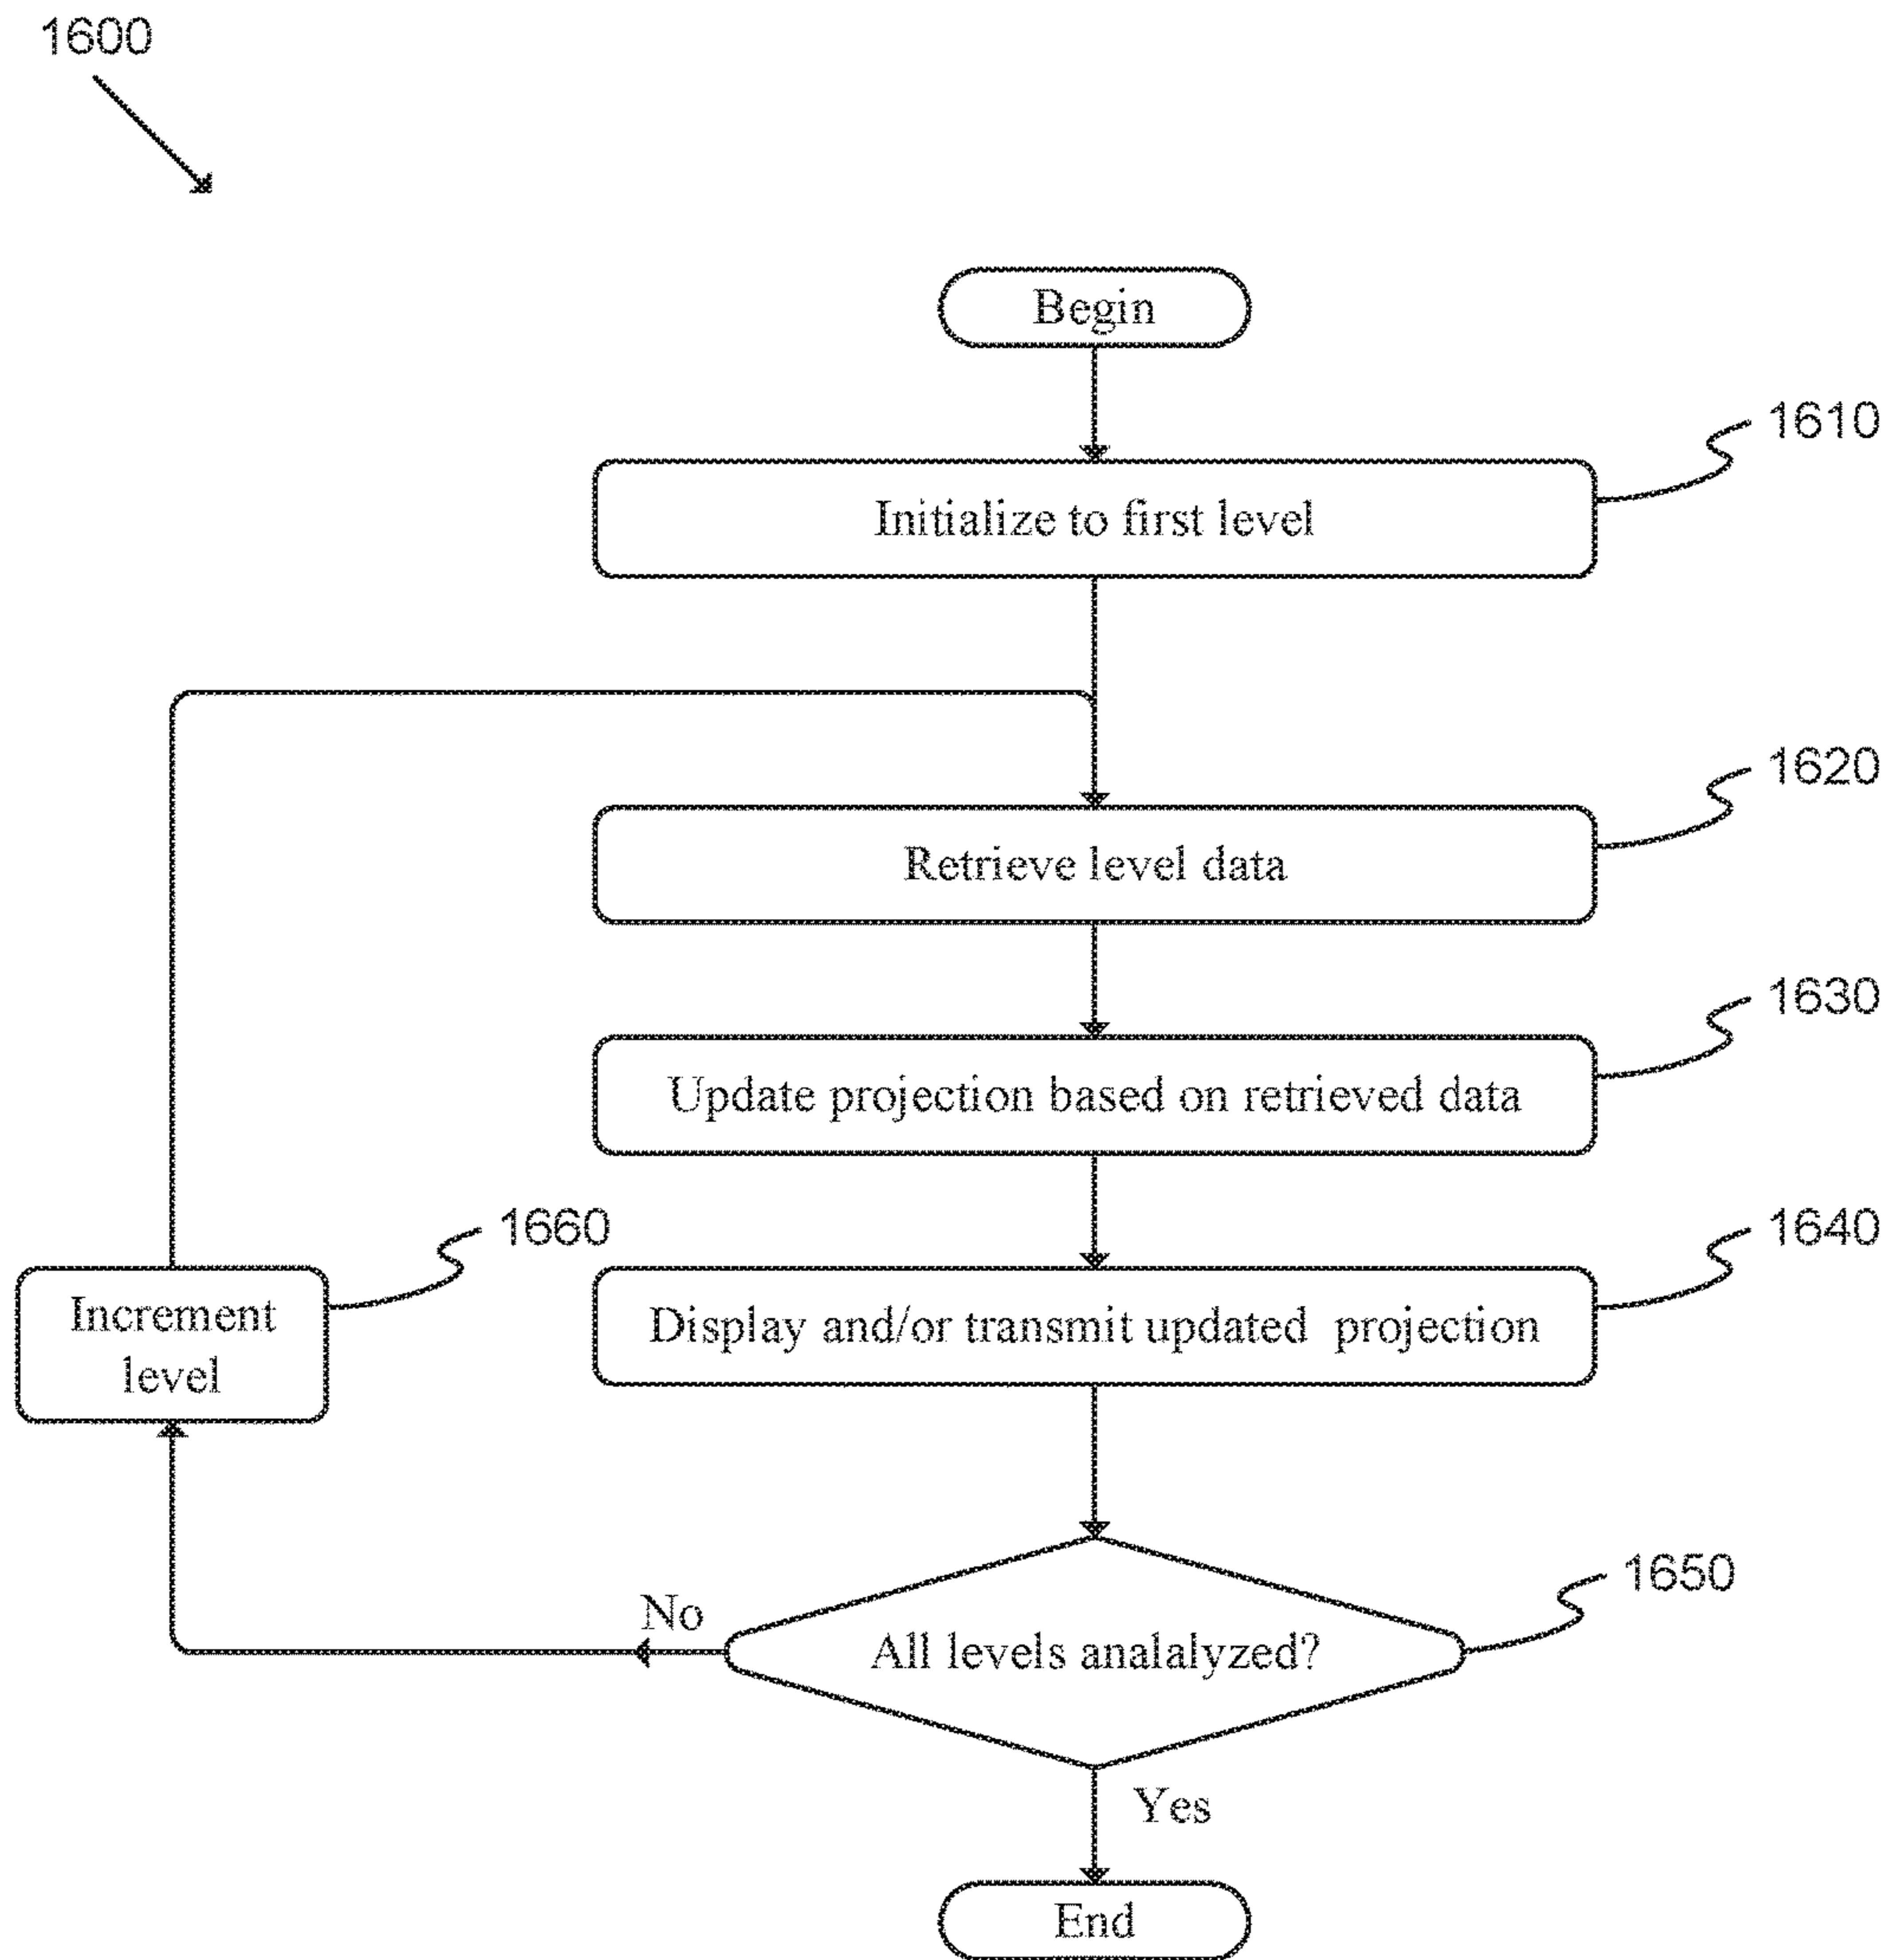 1600
Begin
1610
Initialize to first level
1620
Retrieve level data
1630
Update projection based on retrieved data
1640
Display and/or transmit updated projection
1660
Increment
level
1650
All levels analalyzed?
No
Yes
End